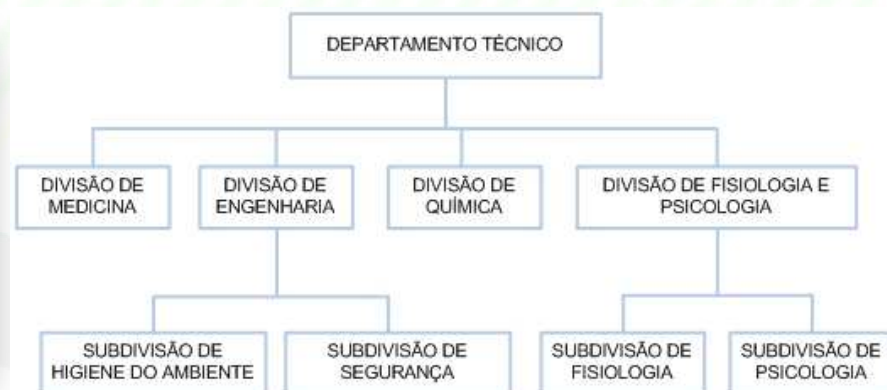 DEPARTAMENTO TÉCNICO
DIVISÃO DE
MEDICINA
DIVISÃO DE
ENGENHARIA
DIVISÃO DE
QUÍMICA
DIVISÃO DE FISIOLOGIA E
PSICOLOGIA
SUBDIVISÃO DE
HIGIENE DO AMBIENTE
SUBDIVISÃO DE
SEGURANÇA
SUBDIVISÃO DE
FISIOLOGIA
SUBDIVISÃO DE
PSICOLOGIA